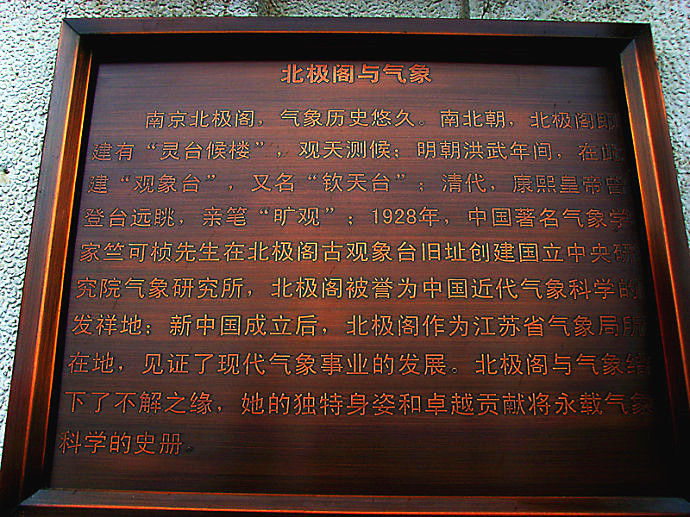 北极阁与气象
南京北极阁，气象历史悠久。南北朝，北极阁即
建有“灵台候楼”，观天测候；明朝洪武年间，在此
建“观象台”，又名“钦天台”；清代，康熙皇帝曾
登台远眺，亲笔“旷观”；1928年，中国著名气象学
家竺可桢先生在北极阁古观象台旧址创建国立中央研
究院气象研究所，北极阁被誉为中国近代气象科学的
发祥地；新中国成立后，北极阁作为江苏省气象局所
在地，见证了现代气象事业的发展。北极阁与气象结
下了不解之缘，她的独特身姿和卓越贡献将永载气象
科学的史册。